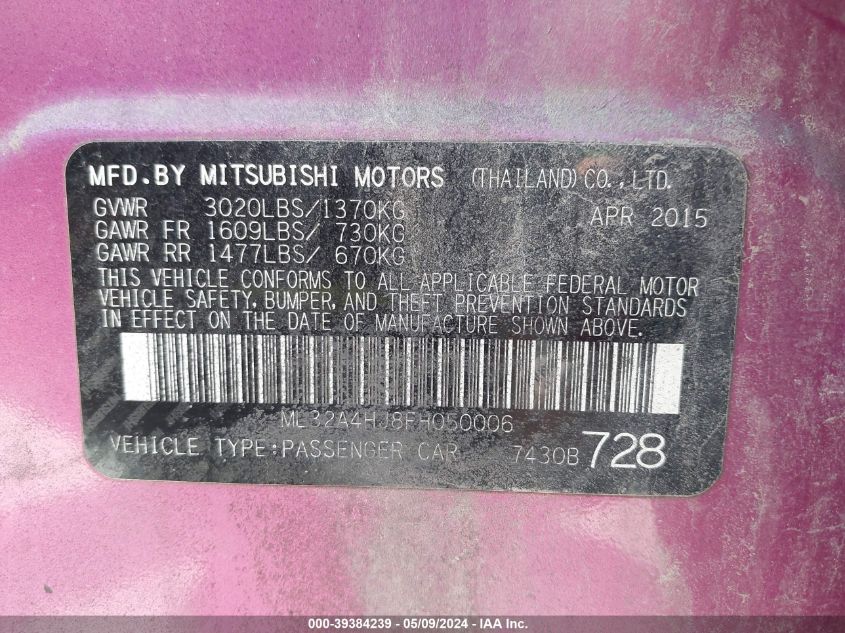 MFD.BY MITSUBISHI MOTORS (THAILAND) CO.,LTD.
GVWR 3020LBS/1370KG APR 2015
GAWR FR 1609LBS/ 730KG
GAWR RR 1477LBS/ 670KG
THIS VEHICLE CONFORMS TO ALL APPLICABLE FEDERAL MOTOR
VEHICLE SAFETY, BUMPER, AND THEFT PREVENTION STANDARDS
IN EFFECT ON THE DATE OF MANUFACTURE SHOWN ABOVE.
ML32A4HJ8FH050006
VEHICLE TYPE:PASSENGER CAR 7430B 728
000-39384239 - 05/09/2024 - IAA Inc.